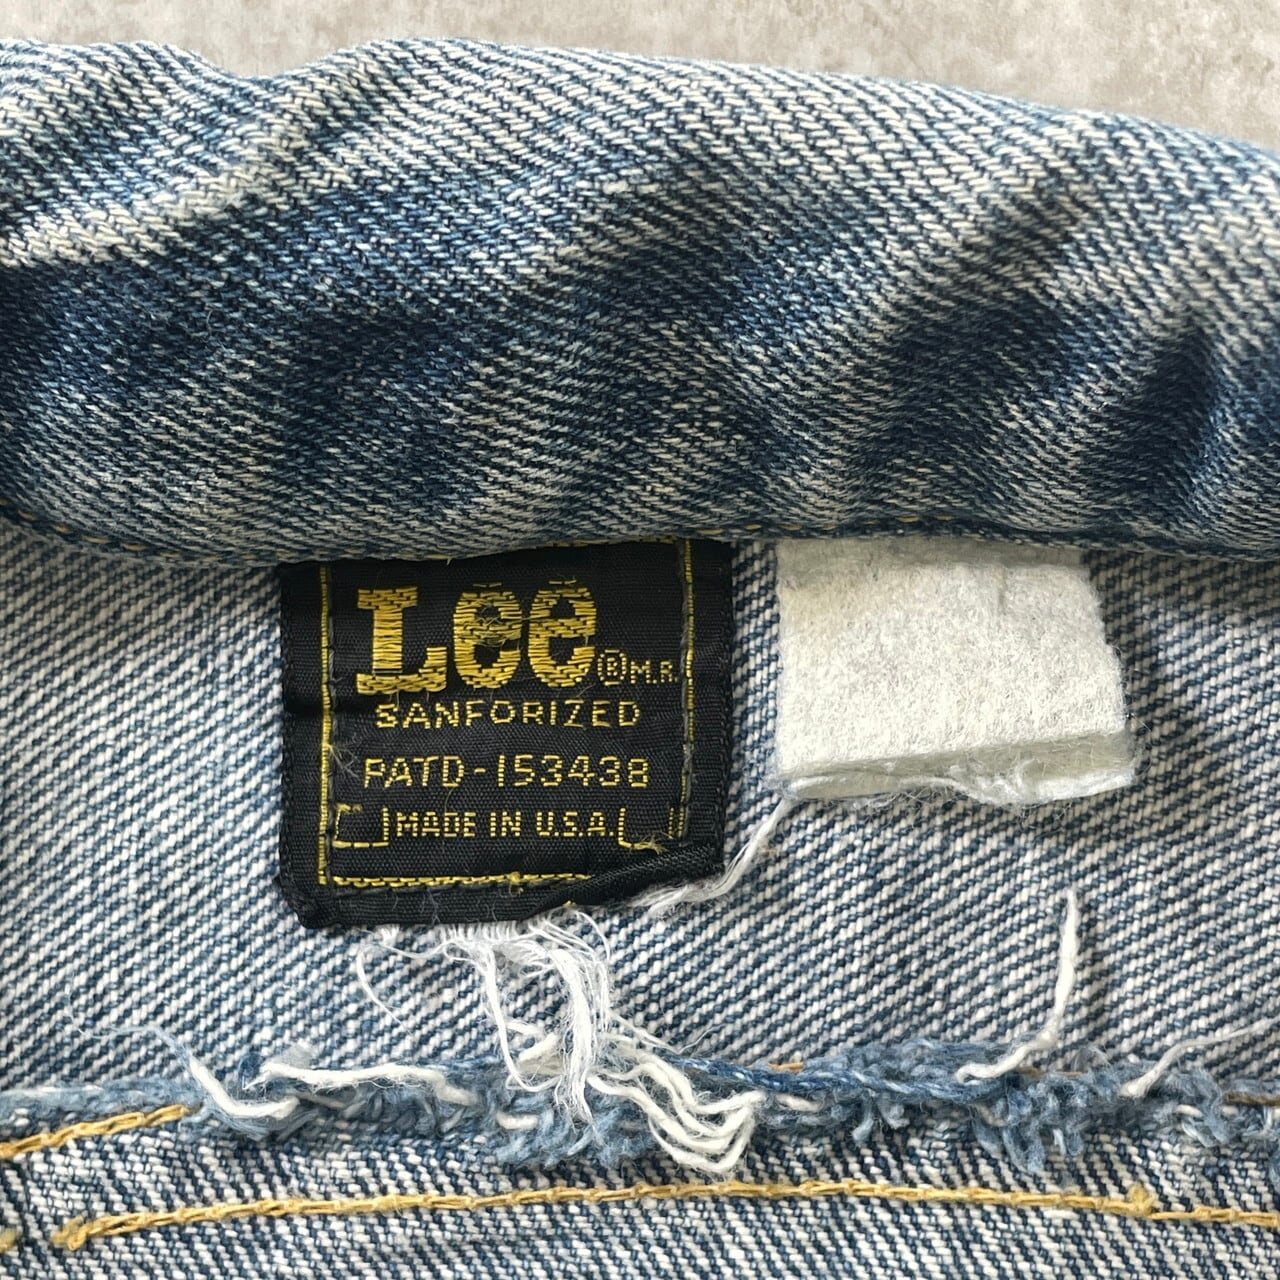 Lee ® M.R.
SANFORIZED
PATD-153438
MADE IN U.S.A.